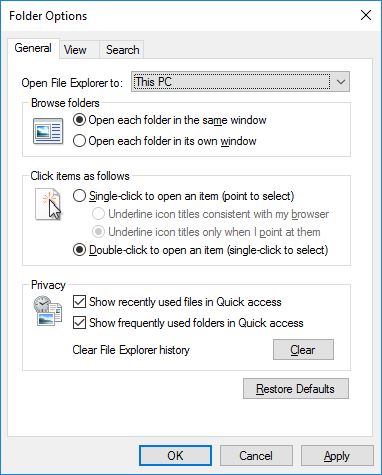 Folder Options
General View Search
Open File Explorer to: This PC
Browse folders
Open each folder in the same window
Open each folder in its own window
Click items as follows
Single-click to open an item (point to select)
Underline icon titles consistent with my browser
Underline icon titles only when I point at them
Double-click to open an item (single-click to select)
Privacy
Show recently used files in Quick access
Show frequently used folders in Quick access
Clear File Explorer history Clear
Restore Defaults
OK Cancel Apply